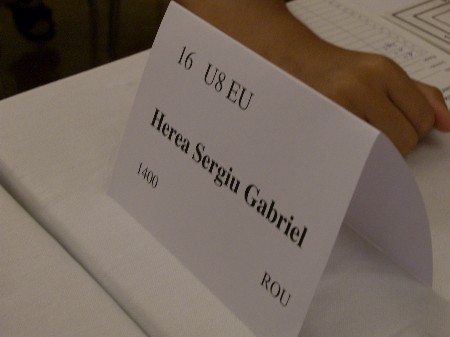 16 U8 EU
Herea Sergiu Gabriel
1400
ROU